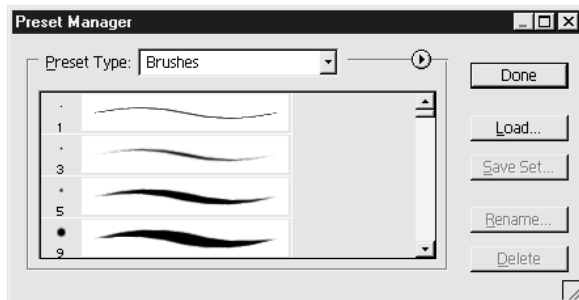 Preset Manager
Preset Type: Brushes
Done
1
Load...
3
Save Set...
5
Rename...
9
Delete